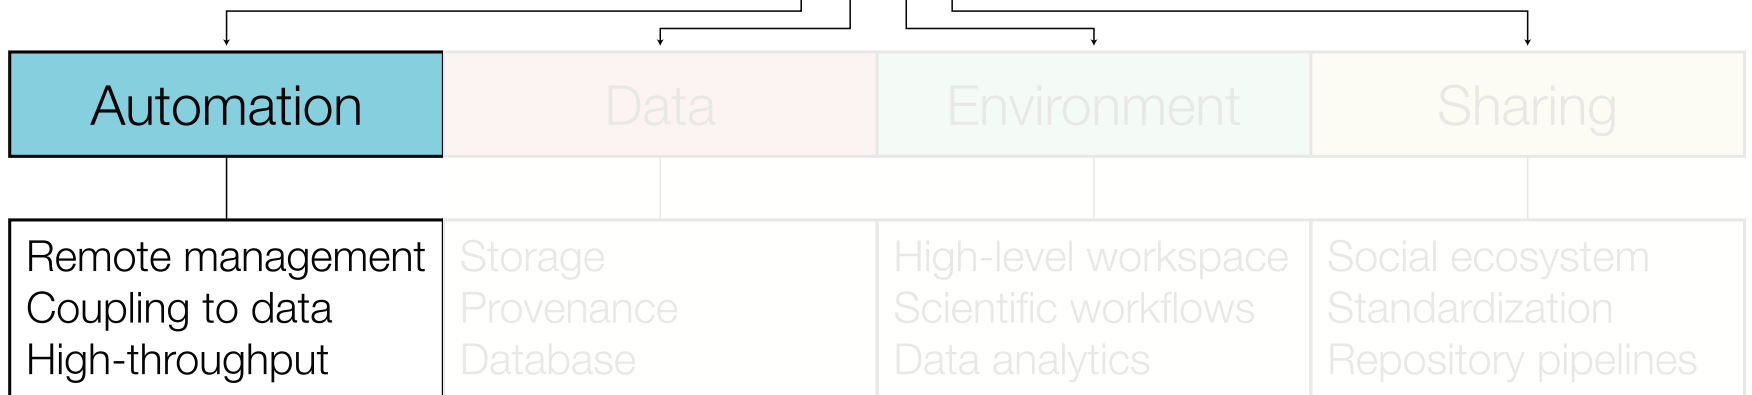 Automation
Data
Environment
Sharing
Remote management
Coupling to data
High-throughput
Storage
Provenance
Database
High-level workspace
Scientific workflows
Data analytics
Social ecosystem
Standardization
Repository pipelines